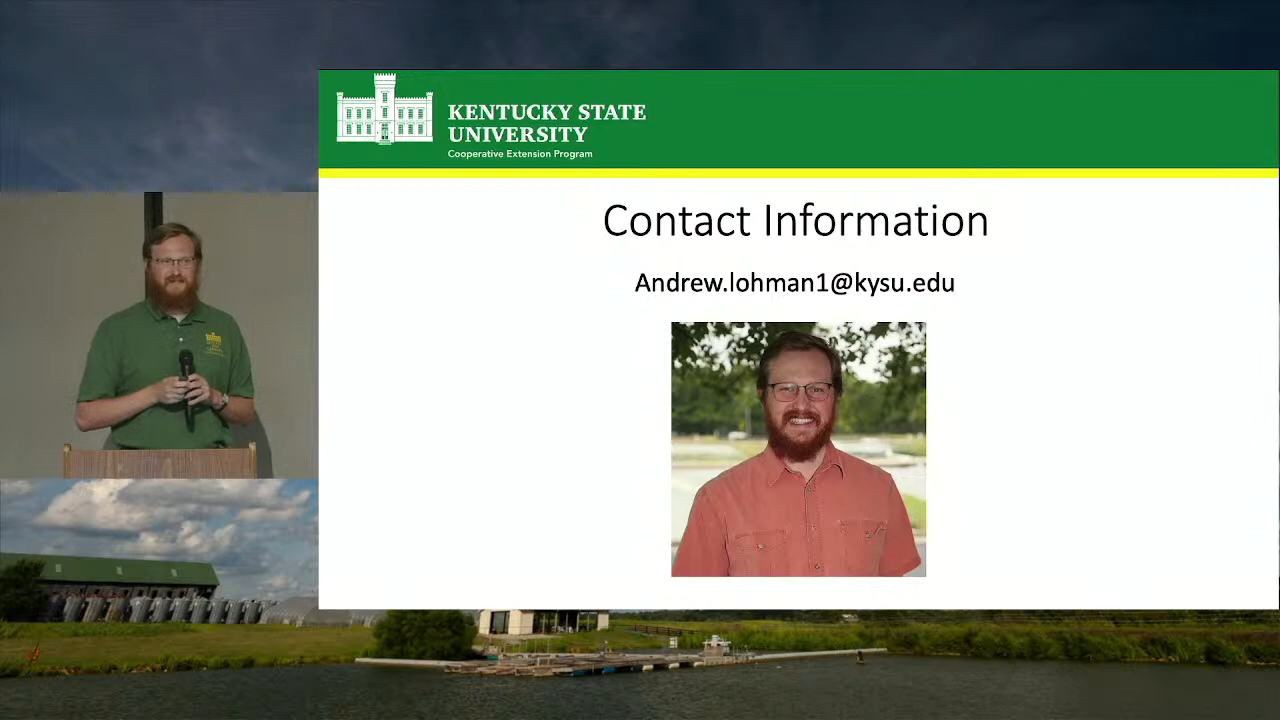 KENTUCKY STATE
UNIVERSITY
Cooperative Extension Program
Contact Information
Andrew.lohman1@kysu.edu